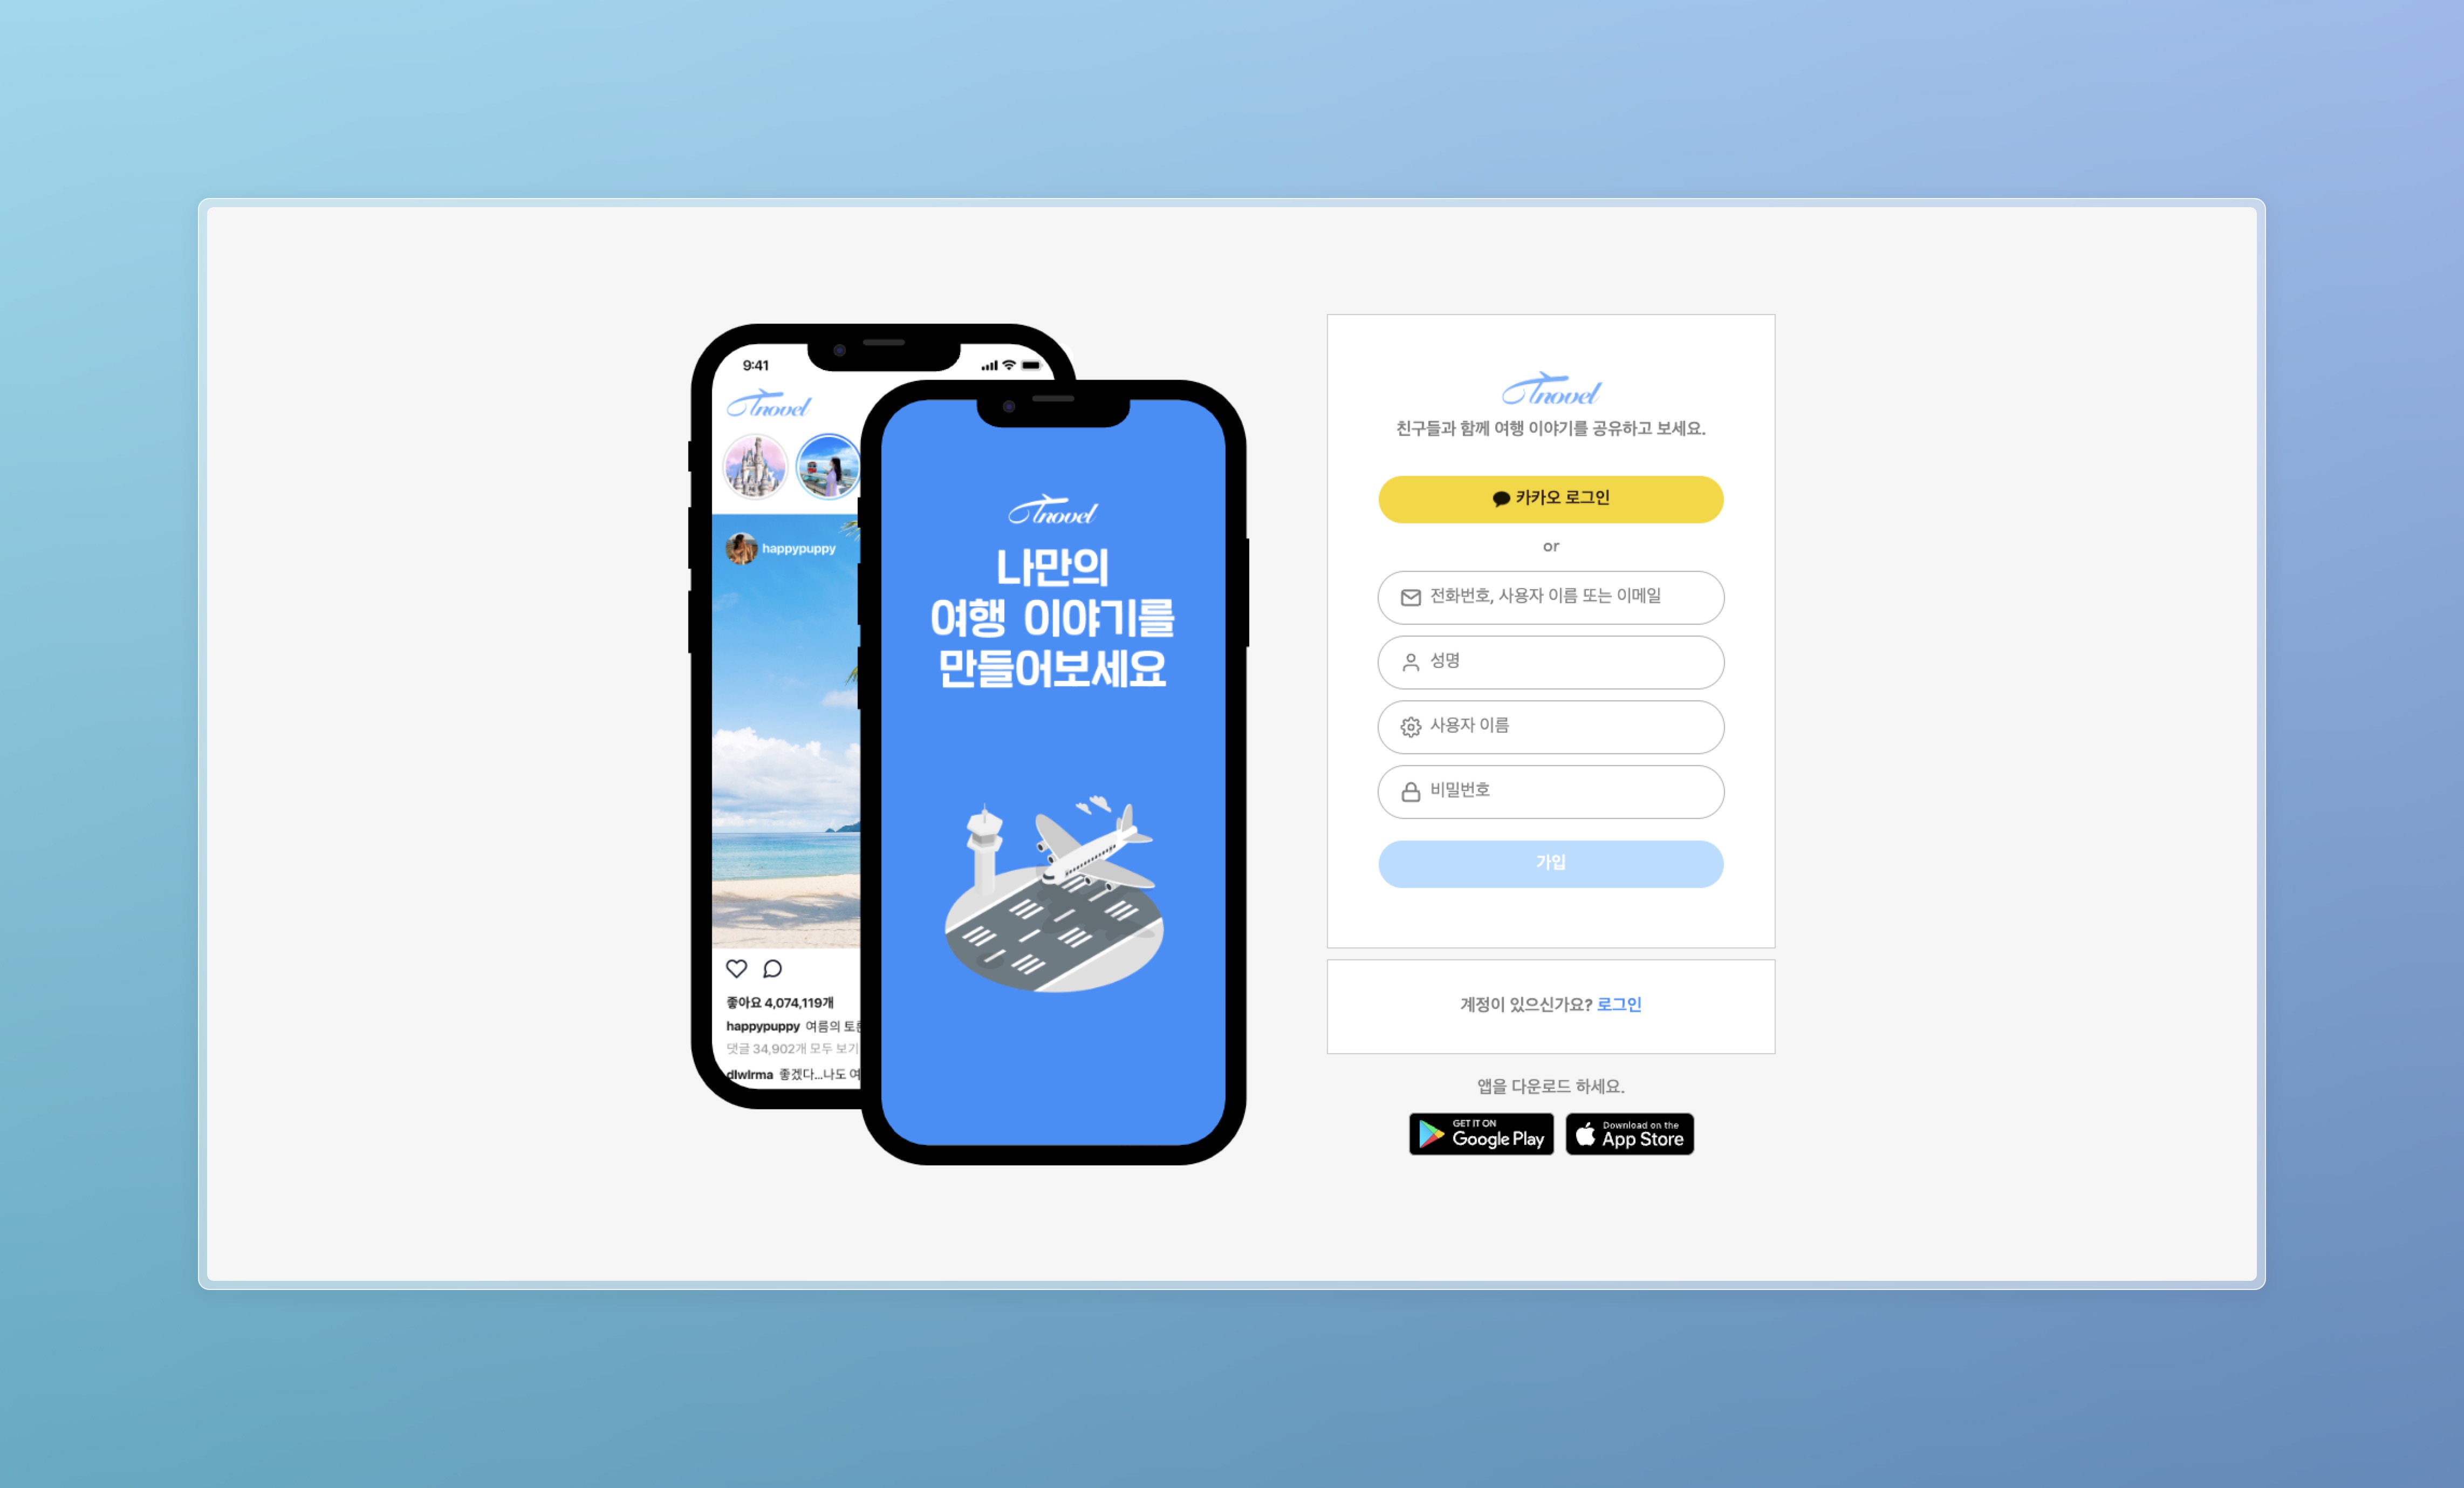 9:41
Tnovel
happypuppy
좋아요 4,074,119개
happypuppy 여름의 토
댓글 34,902개 모두 보기
dlwlrma 좋겠다...나도 여
Tnovel
나만의
여행 이야기를
만들어보세요
Tnovel
친구들과 함께 여행 이야기를 공유하고 보세요.
카카오 로그인
or
전화번호, 사용자 이름 또는 이메일
성명
사용자 이름
비밀번호
가입
계정이 있으신가요? 로그인
앱을 다운로드 하세요.
GET IT ON
Google Play
Download on the
App Store